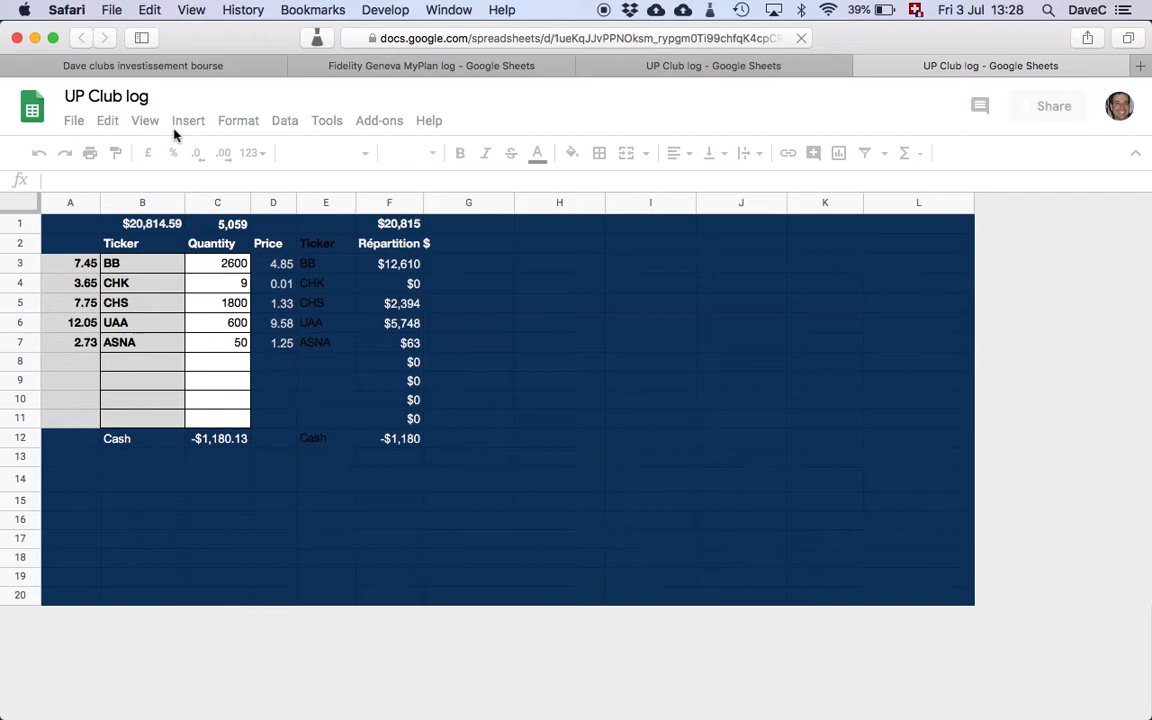 Safari File Edit View History Bookmarks Develop Window Help 39% Fri 3 Jul 13:28 DaveC
docs.google.com/spreadsheets/d/1ueKqJJvPPNOksm_rypgm0Ti99chfqK4cpC
Dave clubs investissement bourse Fidelity Geneva MyPlan log - Google Sheets UP Club log - Google Sheets UP Club log - Google Sheets
UP Club log
File Edit View Insert Format Data Tools Add-ons Help
Share
£ % .0 .00 123 B I S A Σ
fx
A B C D E F G H I J K L
1 $20,814.59 5,059 $20,815
2 Ticker Quantity Price Ticker Répartition $
3 7.45 BB 2600 4.85 BB $12,610
4 3.65 CHK 9 0.01 CHK $0
5 7.75 CHS 1800 1.33 CHS $2,394
6 12.05 UAA 600 9.58 UAA $5,748
7 2.73 ASNA 50 1.25 ASNA $63
8 $0
9 $0
10 $0
11 $0
12 Cash -$1,180.13 Cash -$1,180
13
14
15
16
17
18
19
20